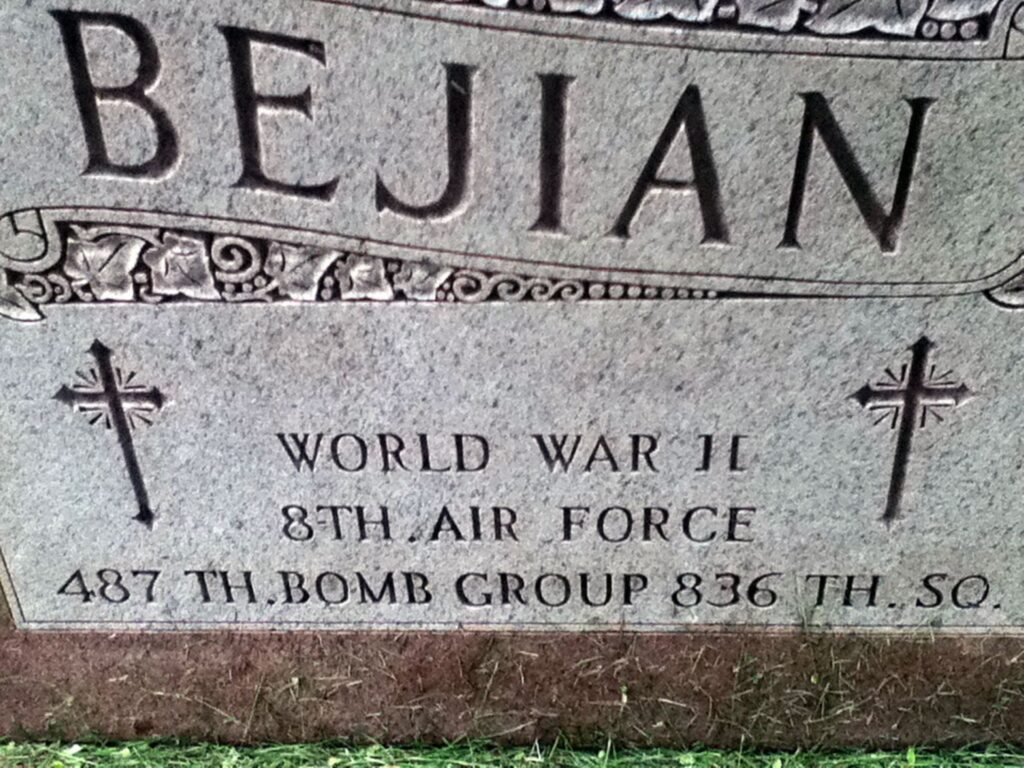 BEJIAN
WORLD WAR II
8TH. AIR FORCE
487 TH. BOMB GROUP 836 TH. SQ.